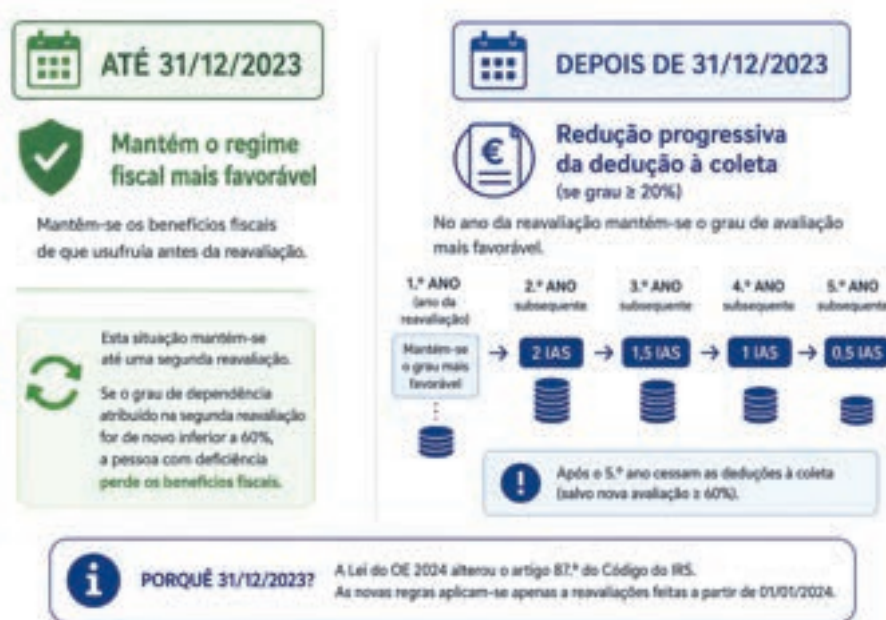 ATÉ 31/12/2023
Mantém o regime
fiscal mais favorável
Mantêm-se os benefícios fiscais
de que usufruia antes da reavaliação.
Esta situação mantém-se
até uma segunda reavaliação.
Se o grau de dependência
atribuído na segunda reavaliação
for de novo inferior a 60%,
a pessoa com deficiência
perde os benefícios fiscais.
DEPOIS DE 31/12/2023
€
Redução progressiva
da dedução à coleta
(se grau ≥ 20%)
No ano da reavaliação mantém-se o grau de avaliação
mais favorável.
1.º ANO
(ano da
reavaliação)
Mantém-se
o grau mais
favorável
2.º ANO
subsequente
2 IAS
3.º ANO
subsequente
1,5 IAS
4.º ANO
subsequente
1 IAS
5.º ANO
subsequente
0,5 IAS
Após o 5.º ano cessam as deduções à coleta
(salvo nova avaliação ≥ 60%).
PORQUÊ 31/12/2023?
A Lei do OE 2024 alterou o artigo 87.º do Código do IRS.
As novas regras aplicam-se apenas a reavaliações feitas a partir de 01/01/2024.